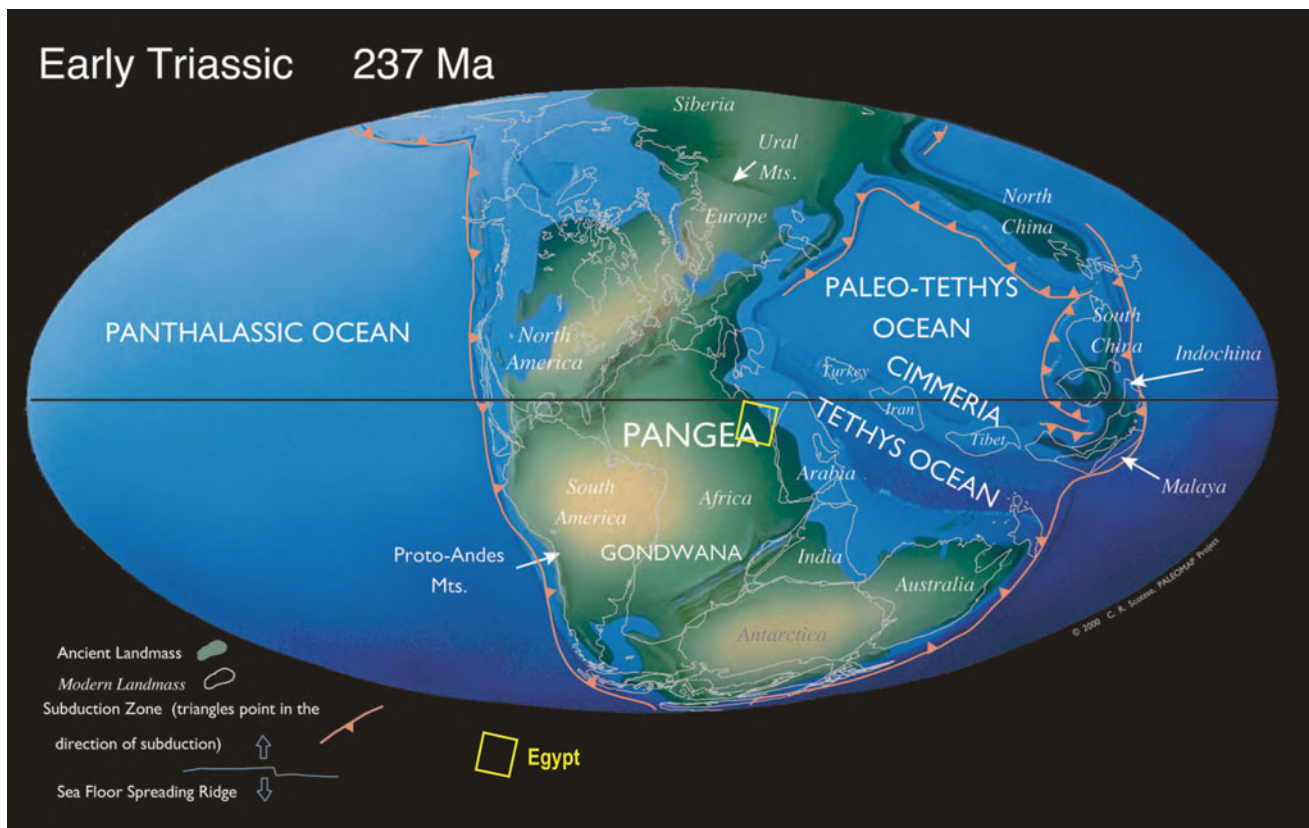 Early Triassic 237 Ma
Siberia
Ural
Mts.
Europe
North
China
PALEO-TETHYS
OCEAN
South
China
PANTHALASSIC OCEAN
North
America
Indochina
Turkey
CIMMERIA
Iran
Tibet
TETHYS OCEAN
PANGEA
Arabia
Malaya
South
America
Africa
Proto-Andes
Mts.
GONDWANA
India
Australia
Antarctica
© 2000 C. R. Scotese, PALEOMAP Project
Ancient Landmass
Modern Landmass
Subduction Zone (triangles point in the
direction of subduction)
Sea Floor Spreading Ridge
Egypt